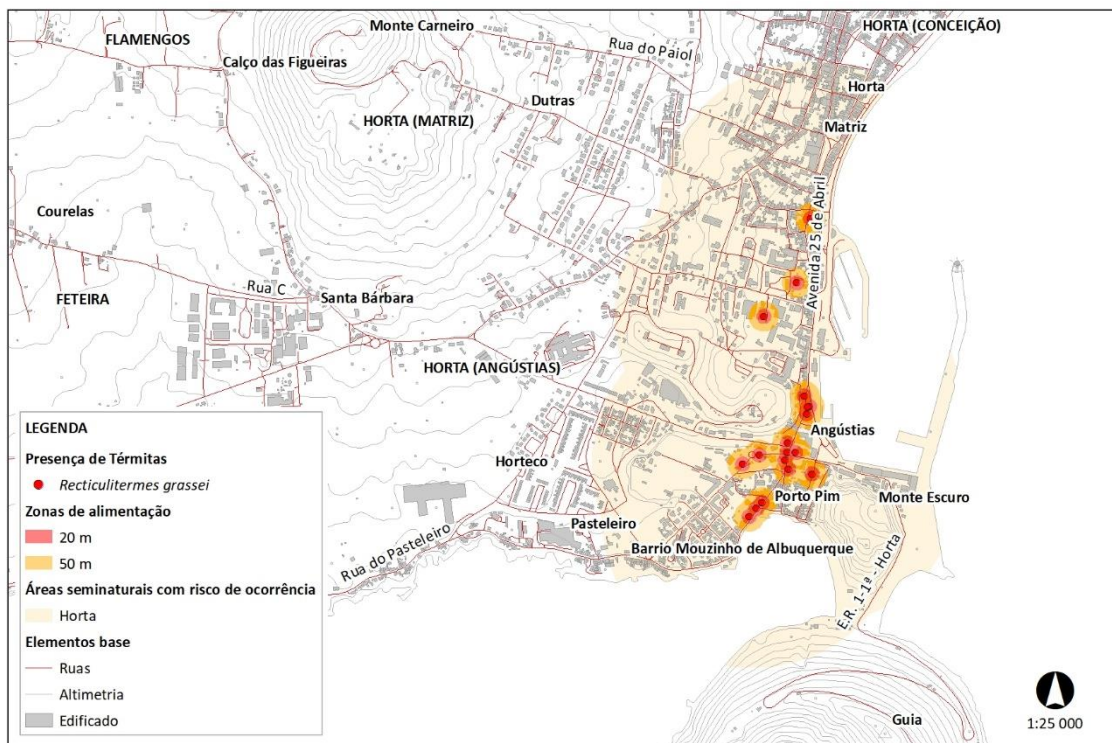 FLAMENGOS
Monte Carneiro
HORTA (CONCEIÇÃO)
Rua do Paiol
Calço das Figueiras
Horta
Dutras
HORTA (MATRIZ)
Matriz
Avenida 25 de Abril
Courelas
Rua C
Santa Bárbara
FETEIRA
HORTA (ANGÚSTIAS)
Angústias
Horteco
Porto Pim
Monte Escuro
Pasteleiro
Barrio Mouzinho de Albuquerque
Rua do Pasteleiro
E.R. 1-1ª - Horta
Guia
LEGENDA
Presença de Térmitas
Recticulitermes grassei
Zonas de alimentação
20 m
50 m
Áreas seminaturais com risco de ocorrência
Horta
Elementos base
Ruas
Altimetria
Edificado
1:25 000